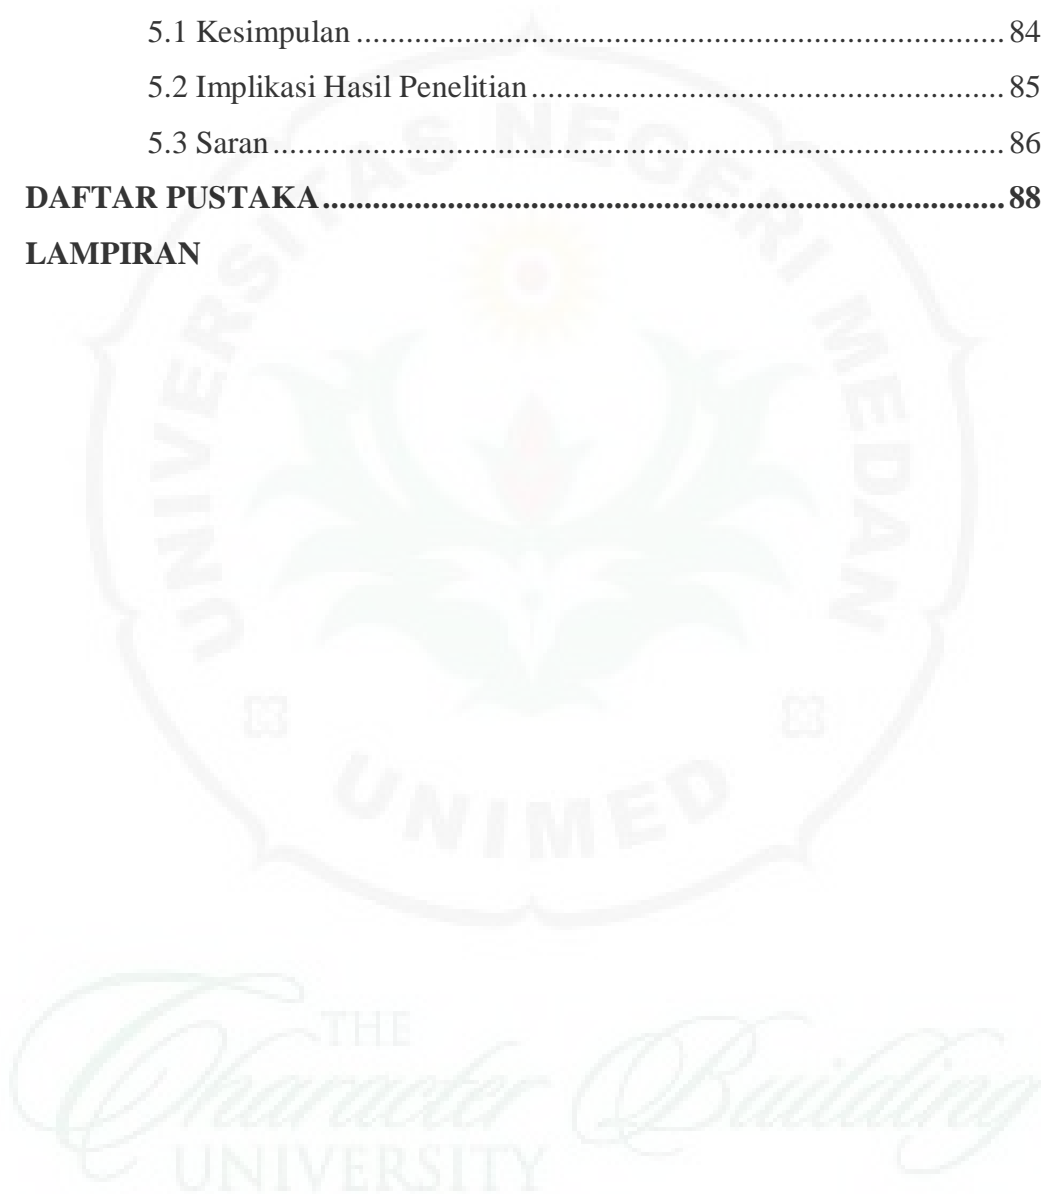 5.1 Kesimpulan ........................................................................................ 84
5.2 Implikasi Hasil Penelitian ................................................................ 85
5.3 Saran .................................................................................................... 86
DAFTAR PUSTAKA ................................................................................ 88
LAMPIRAN
UNIVERSITAS NEGERI MEDAN
UNIMED
THE
Character Building
UNIVERSITY